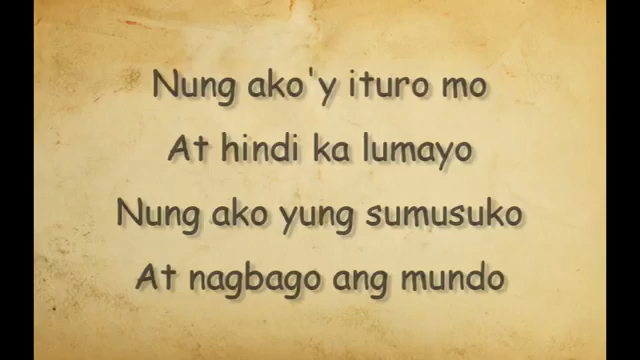 Nung ako'y ituro mo
At hindi ka lumayo
Nung ako yung sumusuko
At nagbago ang mundo